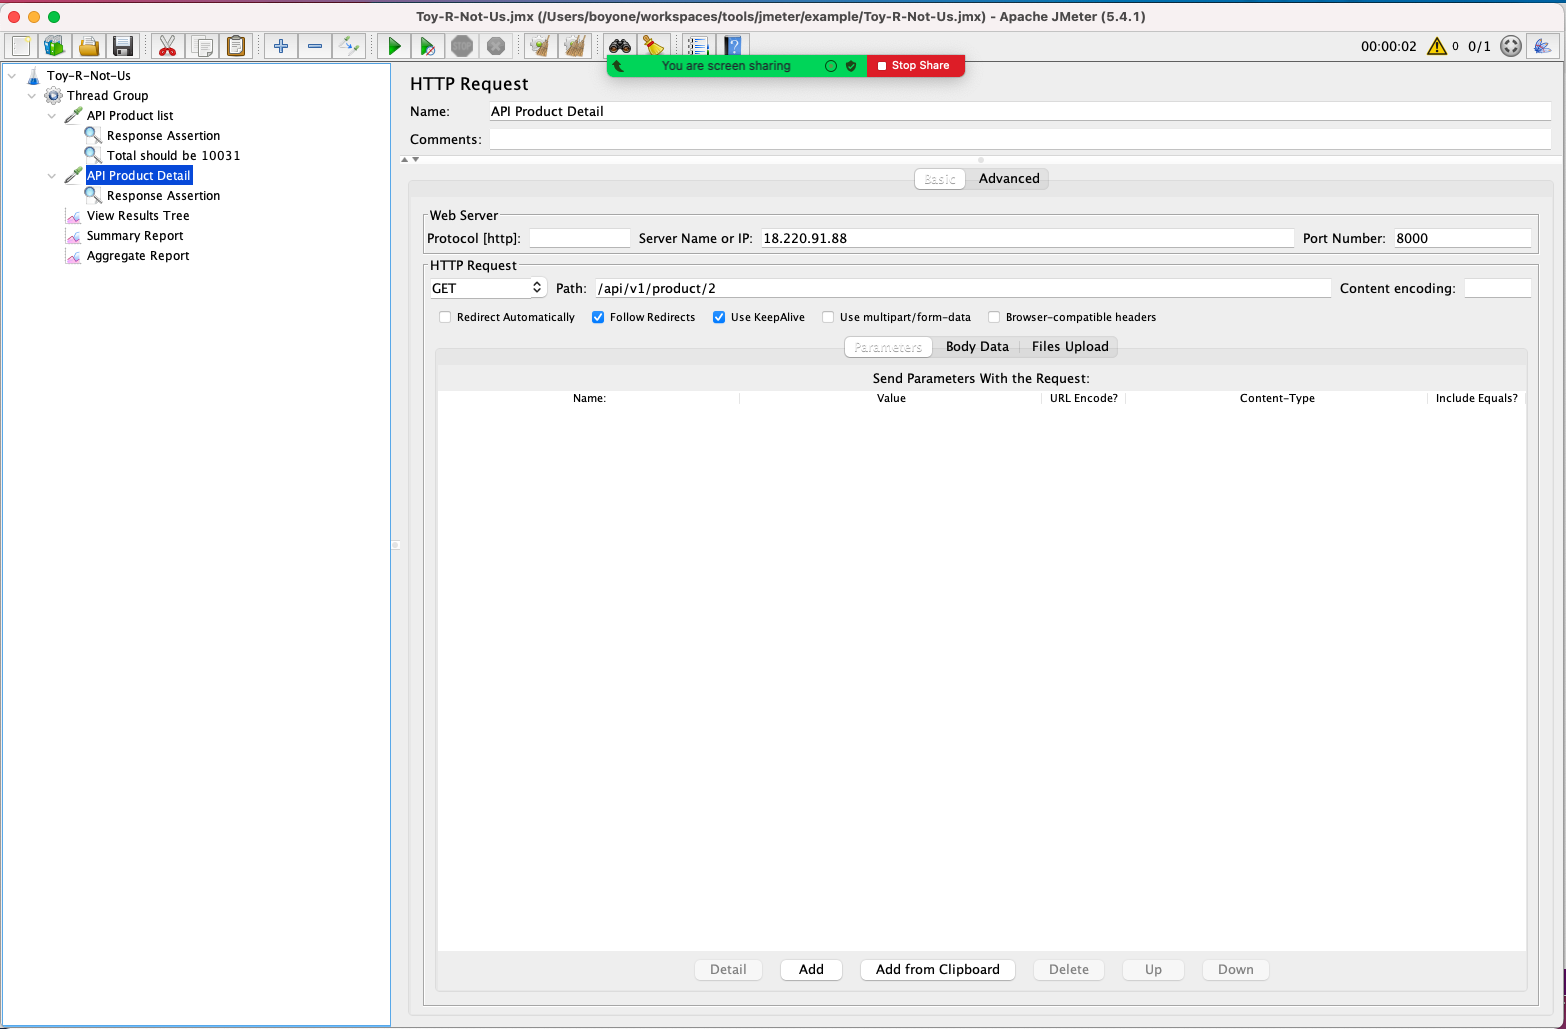 Toy-R-Not-Us.jmx (/Users/boyone/workspaces/tools/jmeter/example/Toy-R-Not-Us.jmx) - Apache JMeter (5.4.1)
STOP
?
00:00:02 0 0/1
You are screen sharing Stop Share
Toy-R-Not-Us
Thread Group
API Product list
Response Assertion
Total should be 10031
API Product Detail
Response Assertion
View Results Tree
Summary Report
Aggregate Report
HTTP Request
Name: API Product Detail
Comments:
Basic Advanced
Web Server
Protocol [http]: Server Name or IP: 18.220.91.88 Port Number: 8000
HTTP Request
GET Path: /api/v1/product/2 Content encoding:
Redirect Automatically Follow Redirects Use KeepAlive Use multipart/form-data Browser-compatible headers
Parameters Body Data Files Upload
Send Parameters With the Request:
Name: Value URL Encode? Content-Type Include Equals?
Detail Add Add from Clipboard Delete Up Down